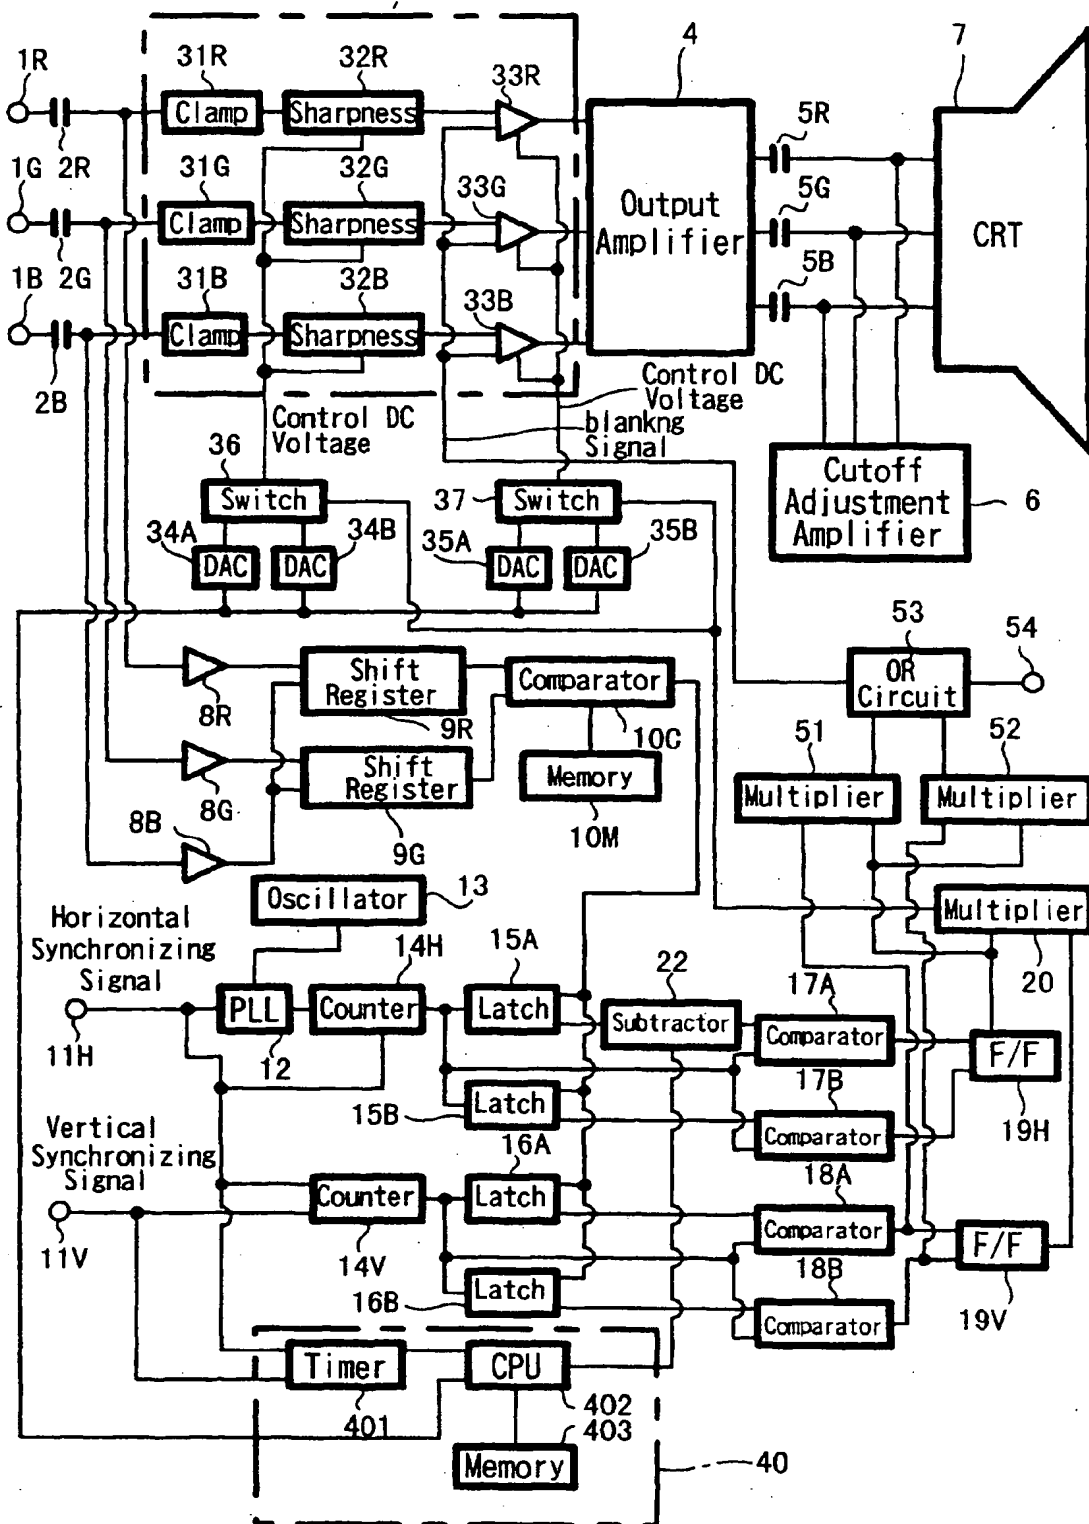 31R
32R
33R
4
7
1R
Clamp
Sharpness
5R
2R
1G
31G
32G
33G
5G
Clamp
Sharpness
Output
Amplifier
CRT
2G
1B
31B
32B
33B
5B
Clamp
Sharpness
2B
Control DC
Voltage
Control DC
Voltage
blankng
Signal
36
Switch
37
Switch
Cutoff
Adjustment
Amplifier
6
34A
34B
35A
35B
DAC
DAC
DAC
DAC
53
54
Shift
Register
Comparator
OR
Circuit
8R
9R
10C
51
52
Shift
Register
Memory
Multiplier
Multiplier
8G
8B
9G
10M
Oscillator
13
Multiplier
20
Horizontal
Synchronizing
Signal
14H
15A
22
17A
PLL
Counter
Latch
Subtractor
Comparator
F/F
11H
12
17B
15B
Latch
Comparator
19H
Vertical
Synchronizing
Signal
16A
18A
Counter
Latch
Comparator
F/F
11V
14V
18B
16B
Latch
Comparator
19V
Timer
CPU
401
402
403
Memory
40